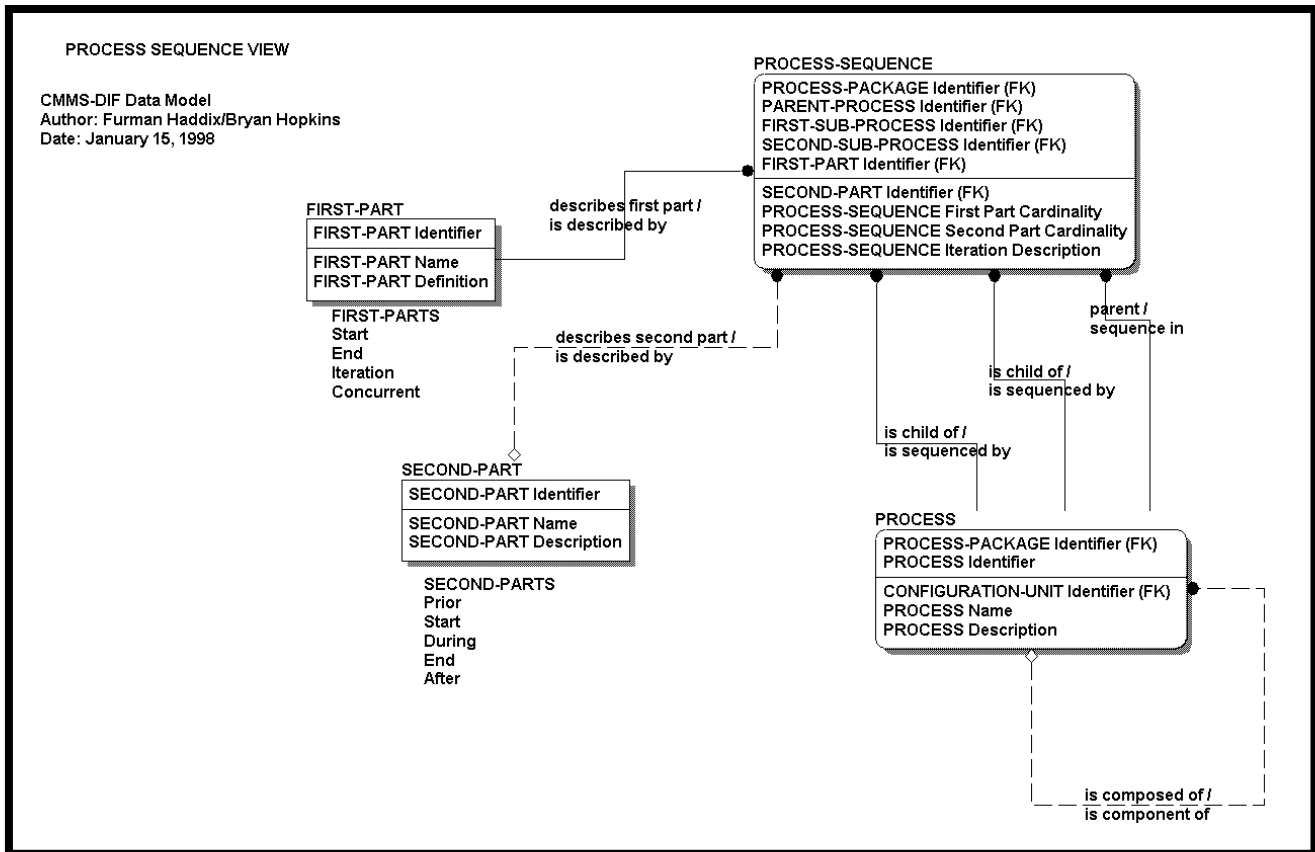 PROCESS SEQUENCE VIEW
CMMS-DIF Data Model
Author: Furman Haddix/Bryan Hopkins
Date: January 15, 1998
PROCESS-SEQUENCE
PROCESS-PACKAGE Identifier (FK)
PARENT-PROCESS Identifier (FK)
FIRST-SUB-PROCESS Identifier (FK)
SECOND-SUB-PROCESS Identifier (FK)
FIRST-PART Identifier (FK)
SECOND-PART Identifier (FK)
PROCESS-SEQUENCE First Part Cardinality
PROCESS-SEQUENCE Second Part Cardinality
PROCESS-SEQUENCE Iteration Description
describes first part /
is described by
FIRST-PART
FIRST-PART Identifier
FIRST-PART Name
FIRST-PART Definition
FIRST-PARTS
Start
End
Iteration
Concurrent
describes second part /
is described by
parent /
sequence in
is child of /
is sequenced by
is child of /
is sequenced by
SECOND-PART
SECOND-PART Identifier
SECOND-PART Name
SECOND-PART Description
SECOND-PARTS
Prior
Start
During
End
After
PROCESS
PROCESS-PACKAGE Identifier (FK)
PROCESS Identifier
CONFIGURATION-UNIT Identifier (FK)
PROCESS Name
PROCESS Description
is composed of /
is component of